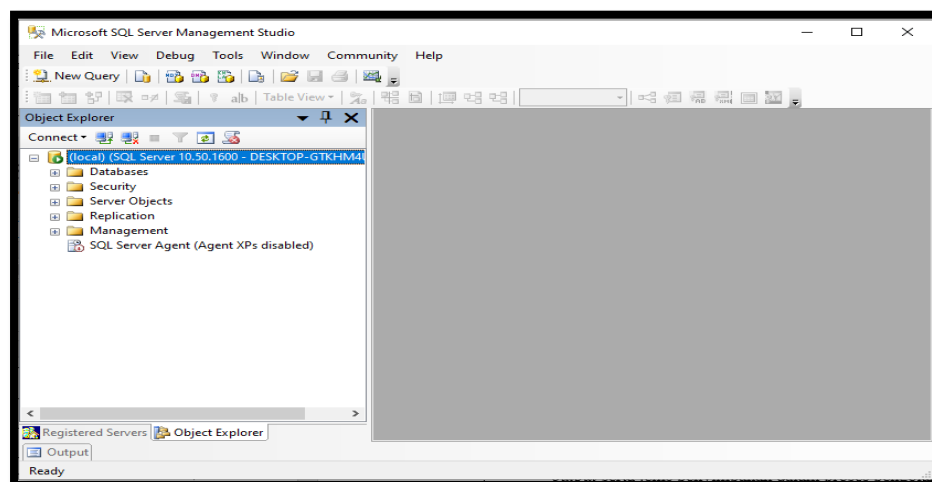 Microsoft SQL Server Management Studio
File Edit View Debug Tools Window Community Help
New Query
alb Table View
Object Explorer
Connect
(local) (SQL Server 10.50.1600 - DESKTOP-GTKHM4
Databases
Security
Server Objects
Replication
Management
SQL Server Agent (Agent XPs disabled)
Registered Servers Object Explorer
Output
Ready